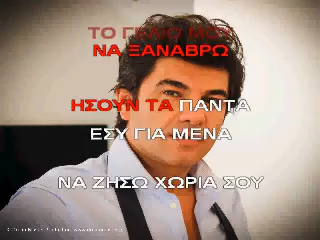 ΤΟ ΓΕΛΙΟ ΜΟΥ
ΝΑ ΞΑΝΑΒΡΩ
ΗΣΟΥΝ ΤΑ ΠΑΝΤΑ
ΕΣΥ ΓΙΑ ΜΕΝΑ
ΝΑ ΖΗΣΩ ΧΩΡΙΑ ΣΟΥ